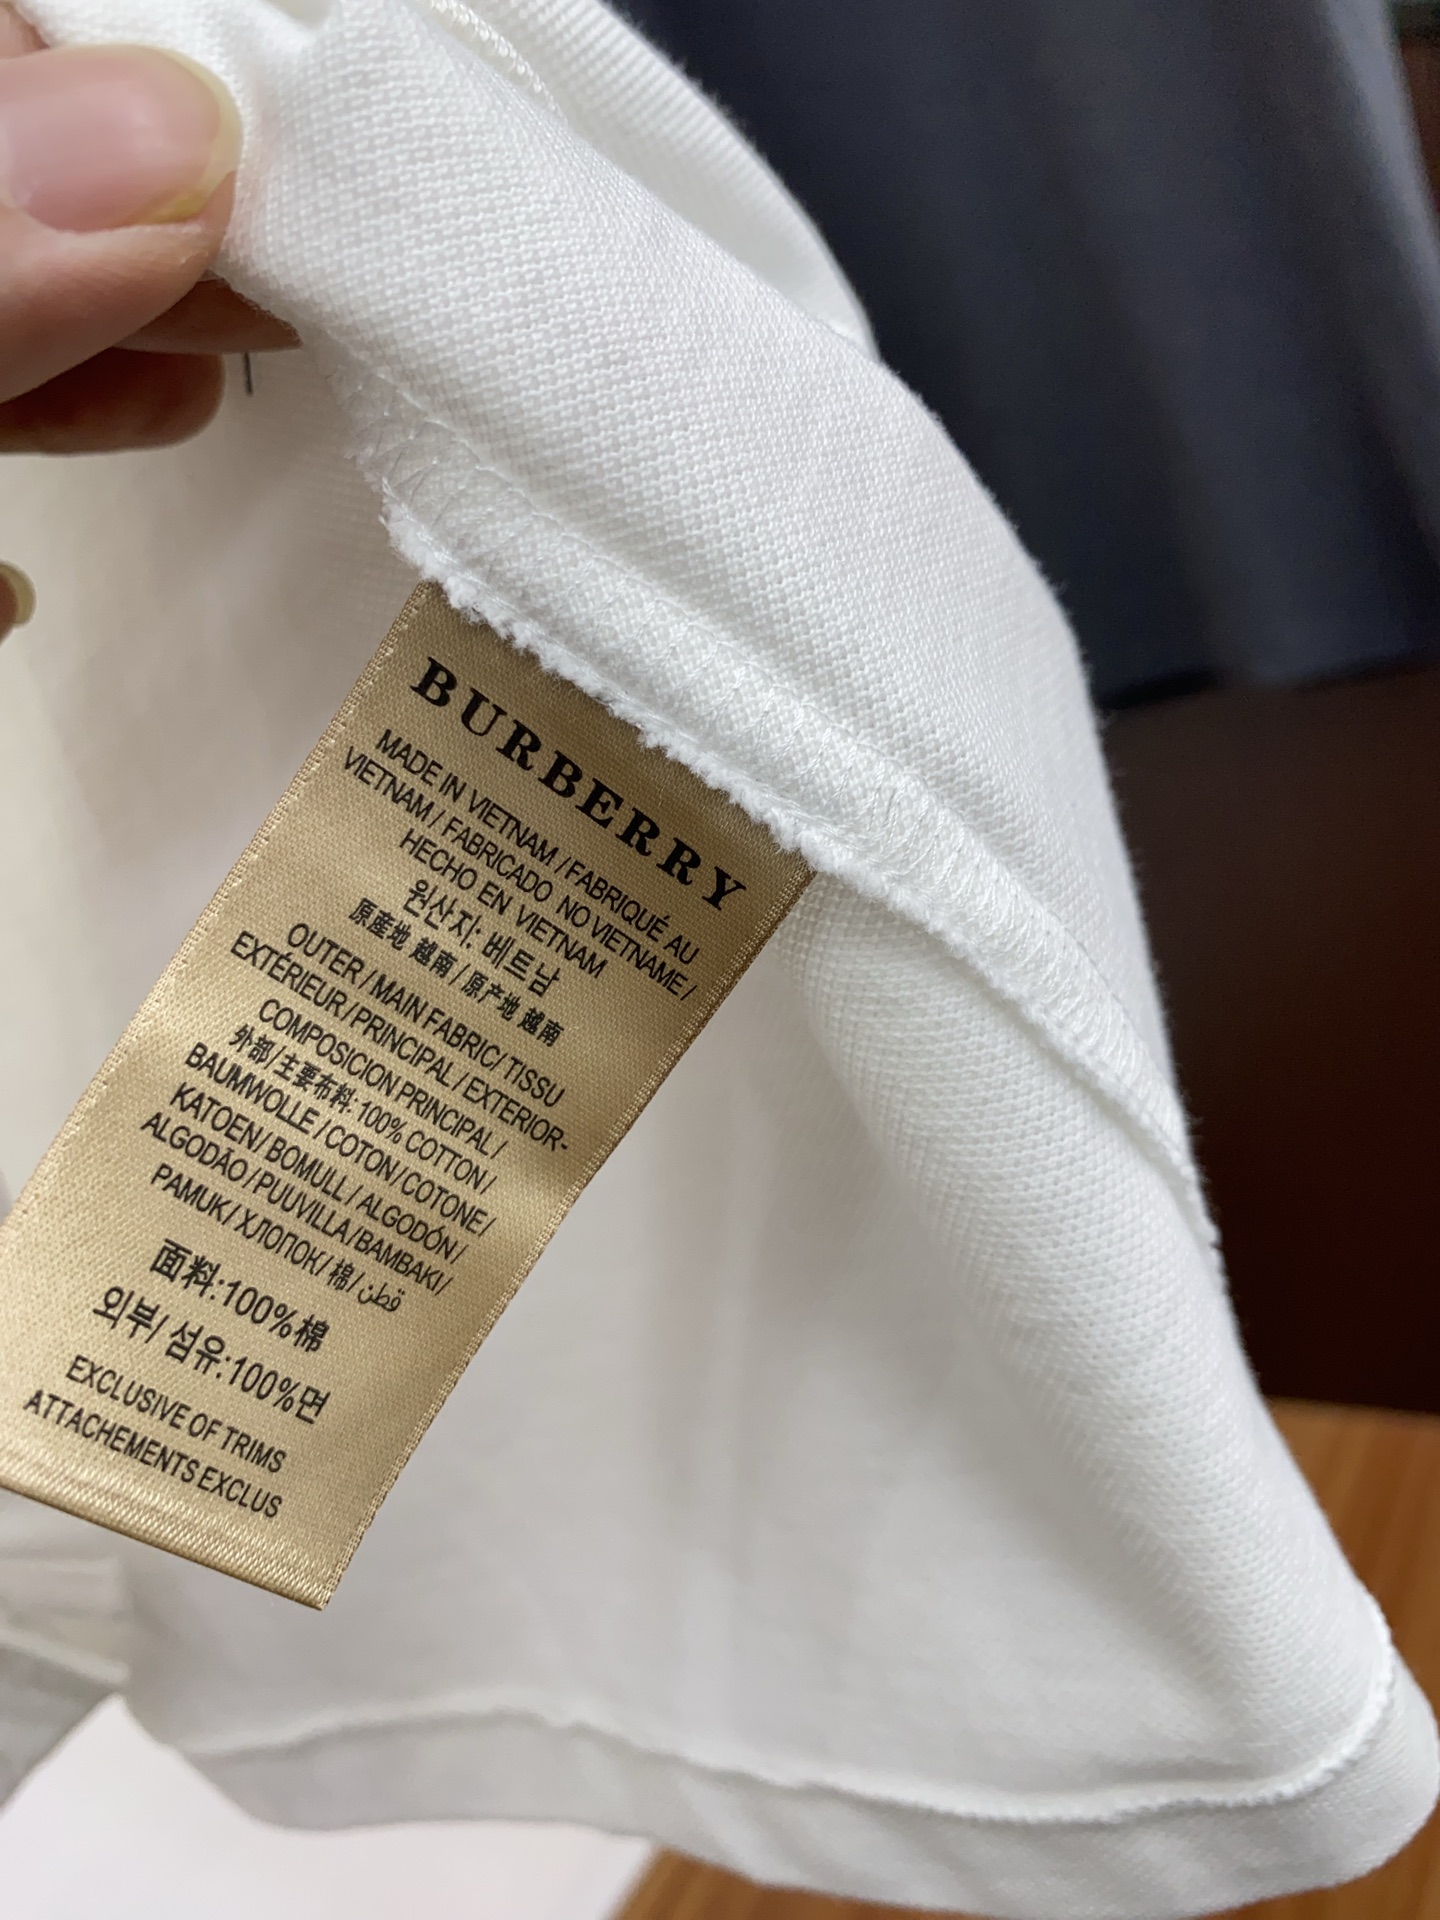 BURBERRY
MADE IN VIETNAM / FABRIQUÉ AU
VIETNAM / FABRICADO NO VIETNAME /
HECHO EN VIETNAM
원산지: 베트남
原産地 越南 / 原产地 越南
OUTER / MAIN FABRIC / TISSU
EXTÉRIEUR / PRINCIPAL / EXTERIOR-
COMPOSICION PRINCIPAL /
外部 / 主要布料: 100% COTTON /
BAUMWOLLE / COTON / COTONE /
KATOEN / BOMULL / ALGODÓN /
ALGODÃO / PUUVILLA / BAMBAKI /
PAMUK / ХЛОПОК / 棉 / قطن
面料:100%棉
외부/ 섬유:100%면
EXCLUSIVE OF TRIMS
ATTACHEMENTS EXCLUS